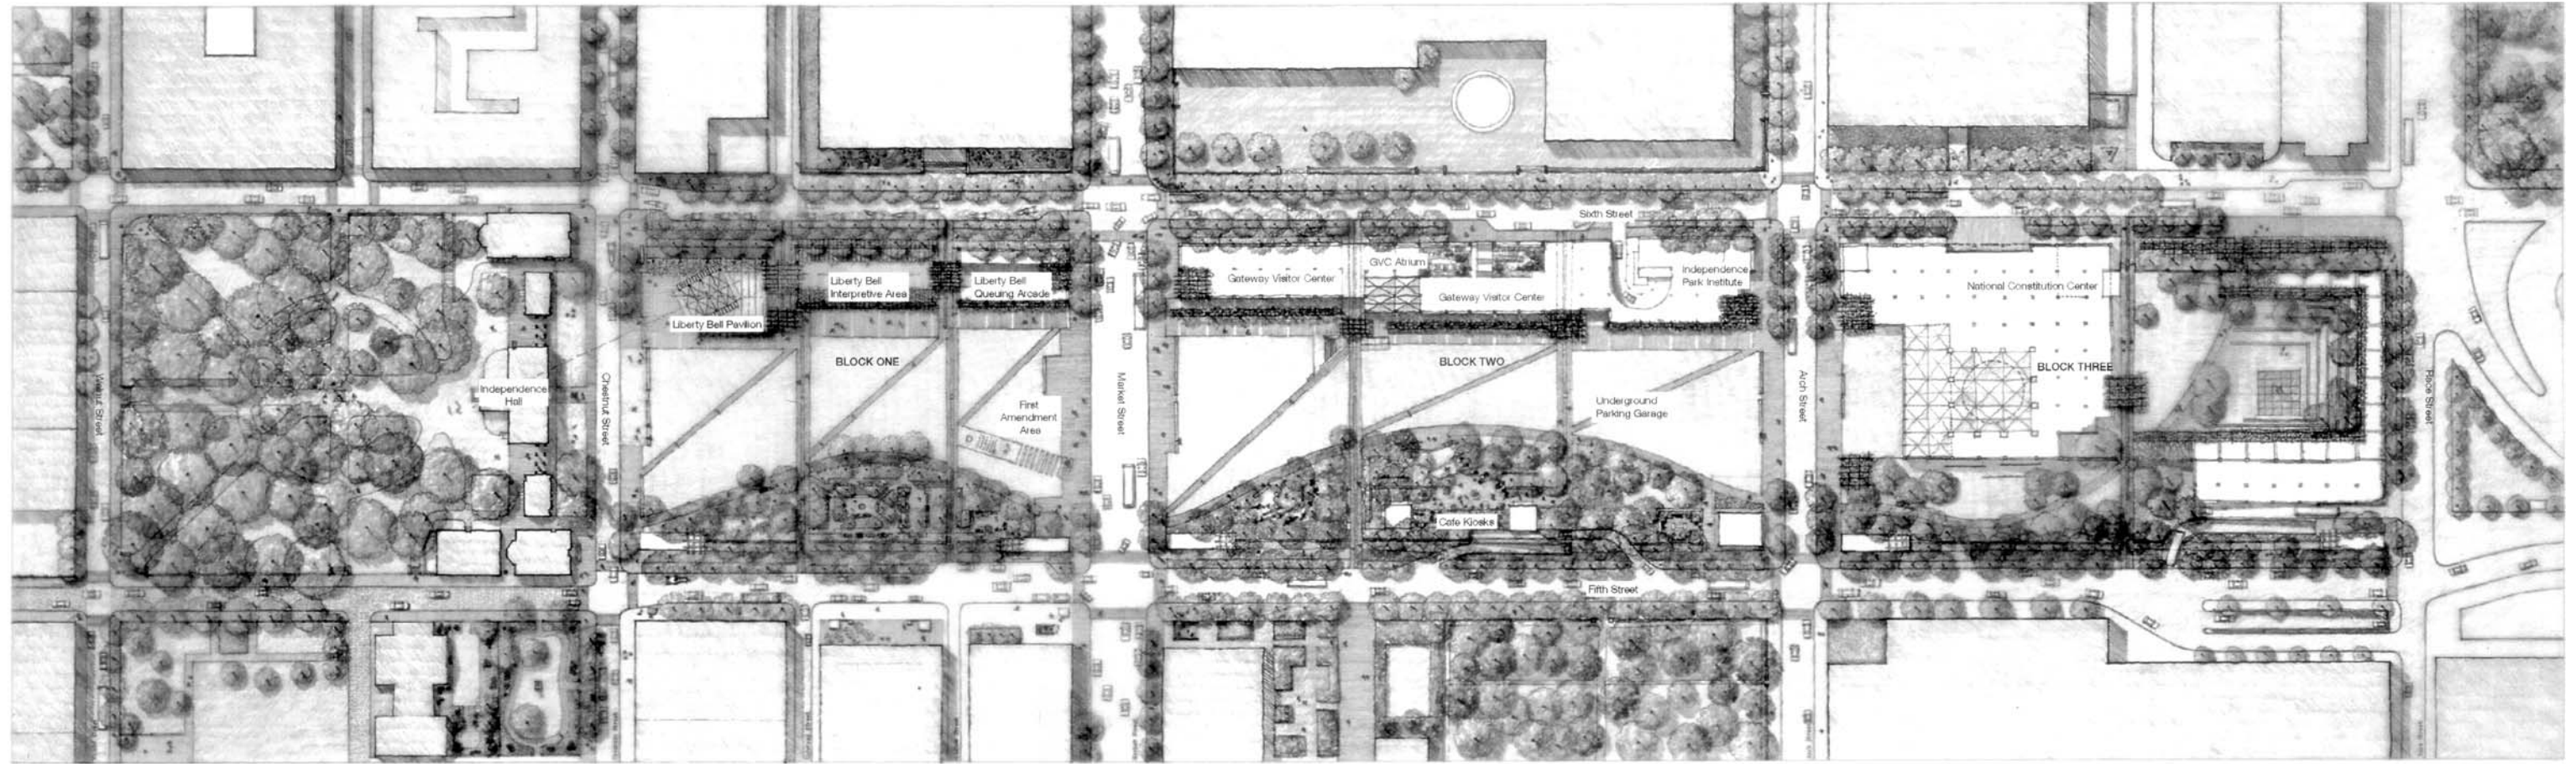 Sixth Street
GVC Atrium
Independence
Park Institute
Liberty Bell
Interpretive Area
Liberty Bell
Queuing Arcade
Gateway Visitor Center
Gateway Visitor Center
National Constitution Center
Liberty Bell Pavilion
BLOCK ONE
BLOCK TWO
BLOCK THREE
Independence
Hall
First
Amendment
Area
Underground
Parking Garage
Walnut Street
Chestnut Street
Market Street
Arch Street
Race Street
Cafe Kiosks
Fifth Street